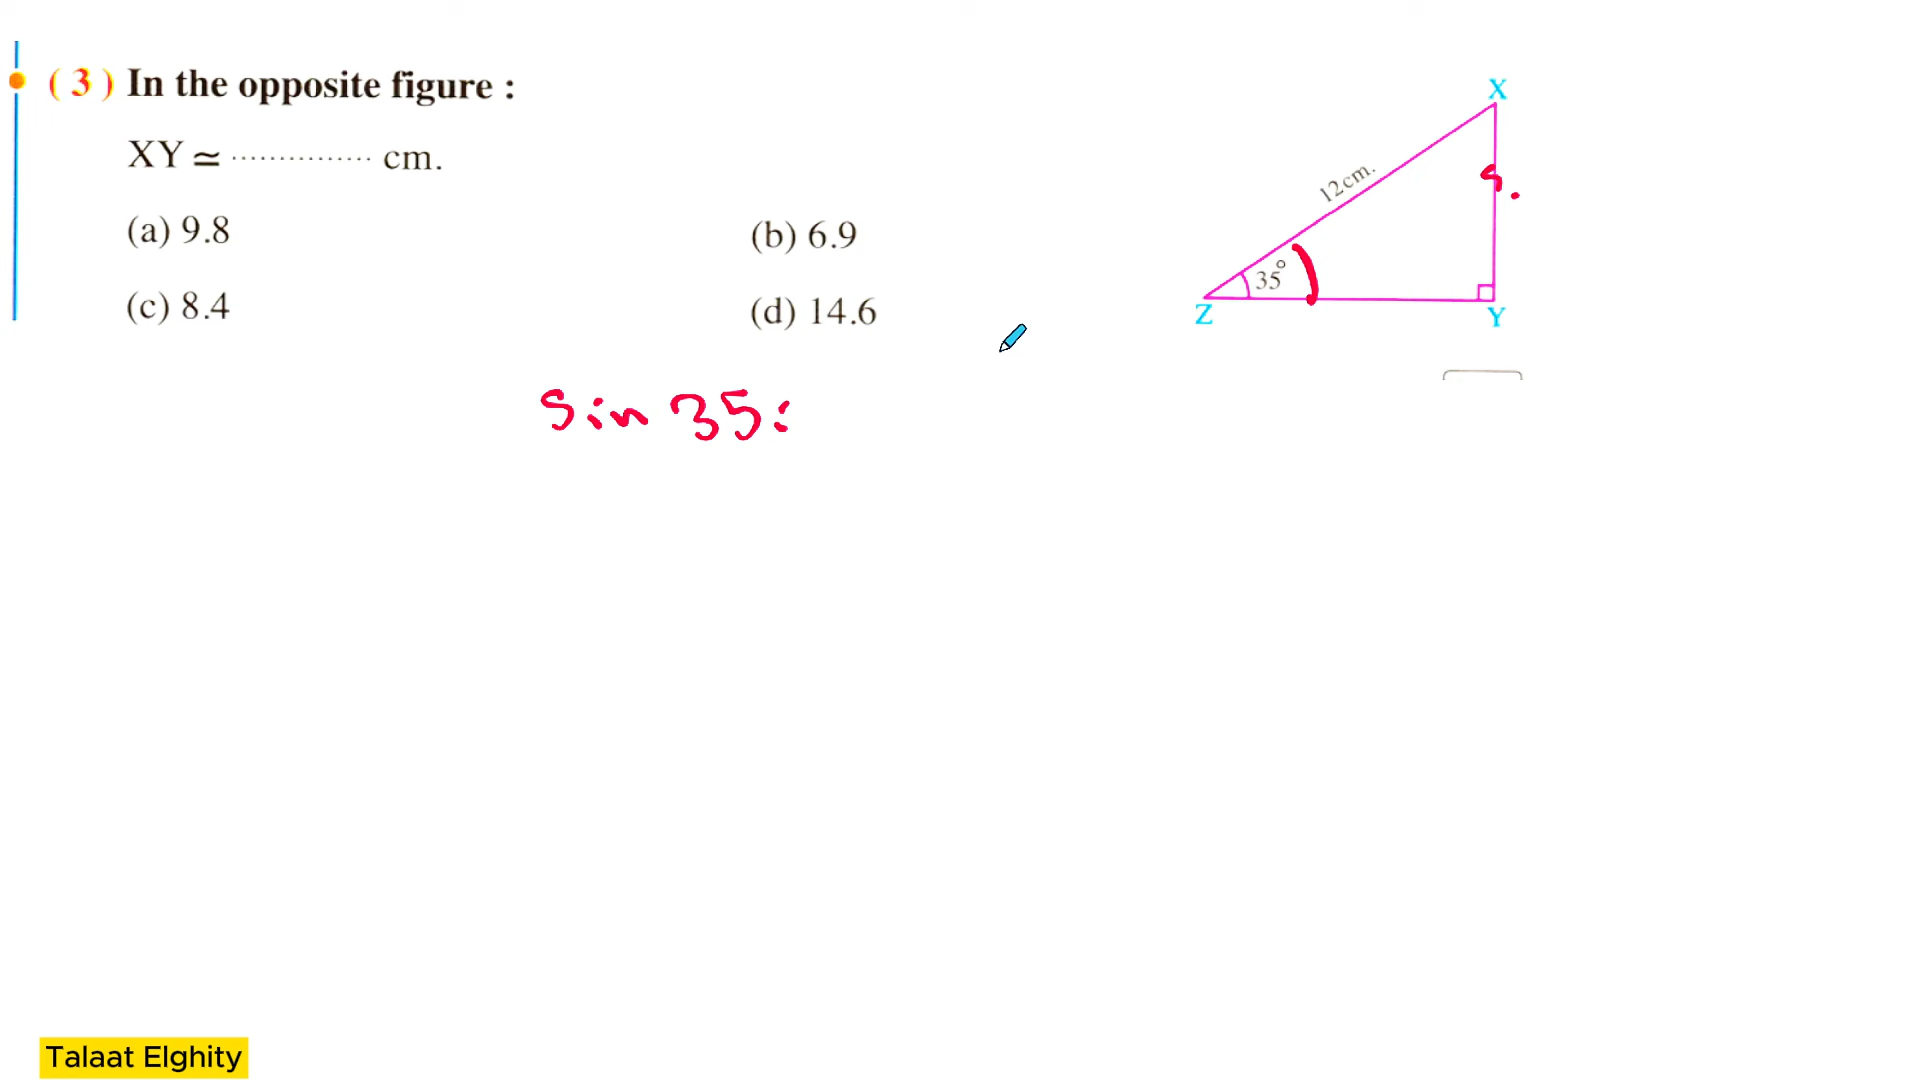 (3) In the opposite figure :
XY ≃ ............... cm.
(a) 9.8
(b) 6.9
(c) 8.4
(d) 14.6
X
12cm.
35°
Z
Y
Sin 35:
Talaat Elghity